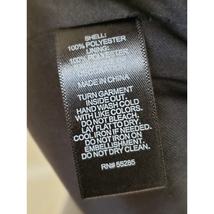 SHELL:
100% POLYESTER
LINING:
100% POLYESTER
MADE IN CHINA
TURN GARMENT
INSIDE OUT.
HAND WASH COLD
WITH LIKE COLORS.
DO NOT BLEACH.
LAY FLAT TO DRY.
COOL IRON IF NEEDED.
DO NOT IRON ON
EMBELLISHMENT.
DO NOT DRY CLEAN.
RN# 55285